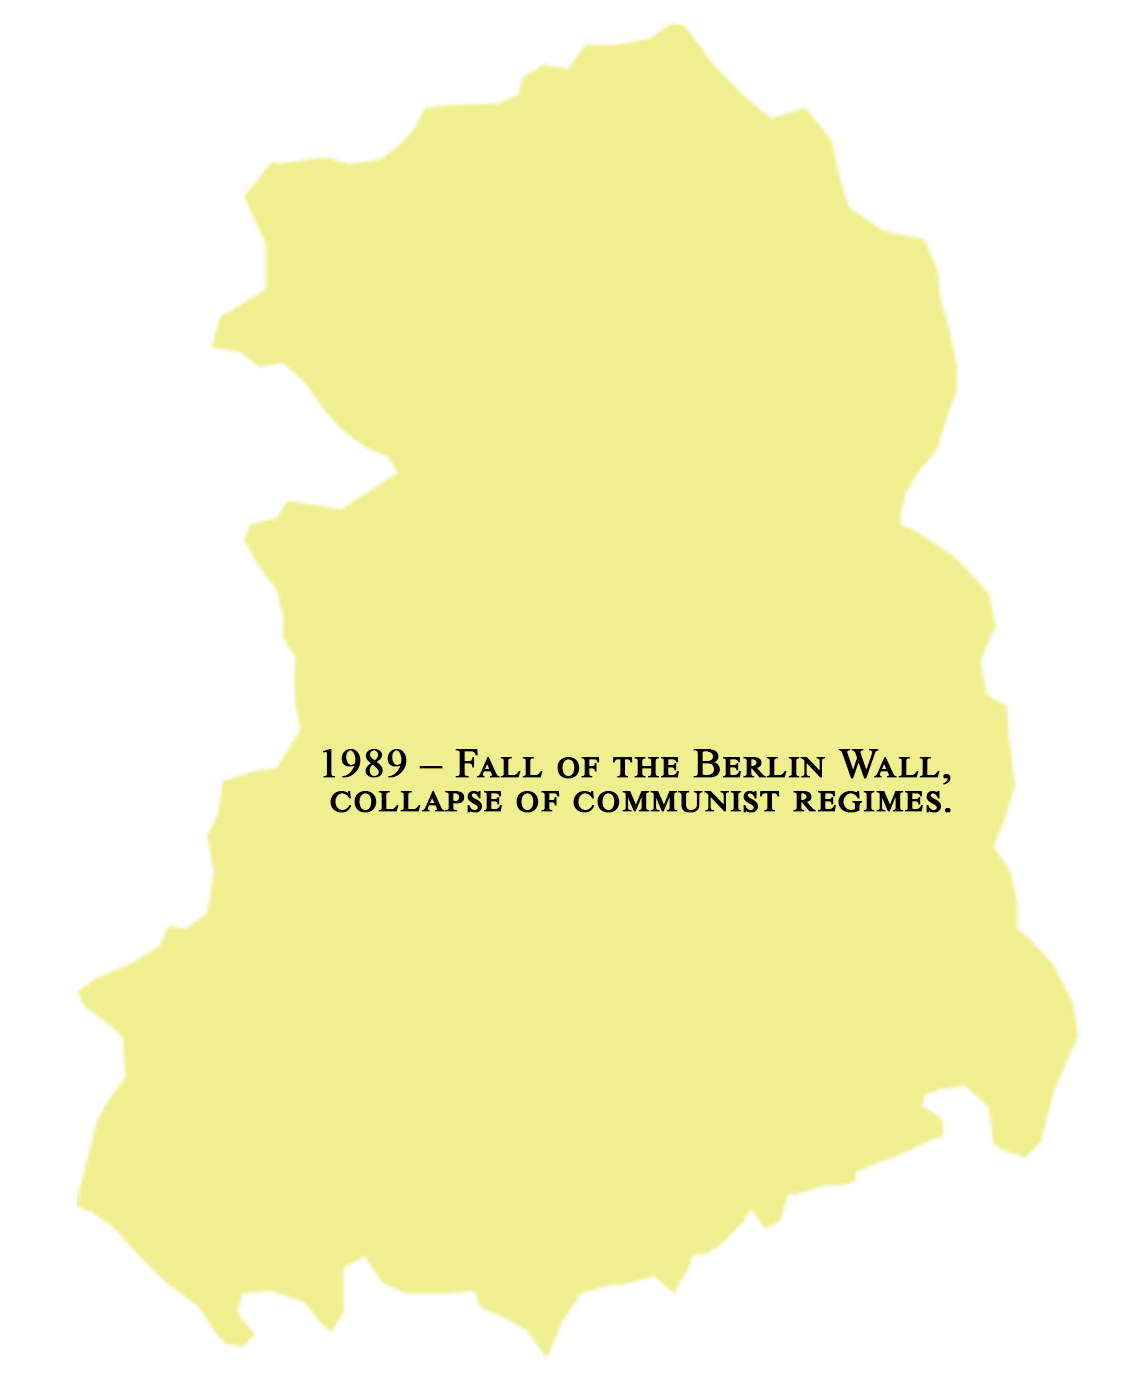 1989 – Fall of the Berlin Wall,
collapse of communist regimes.